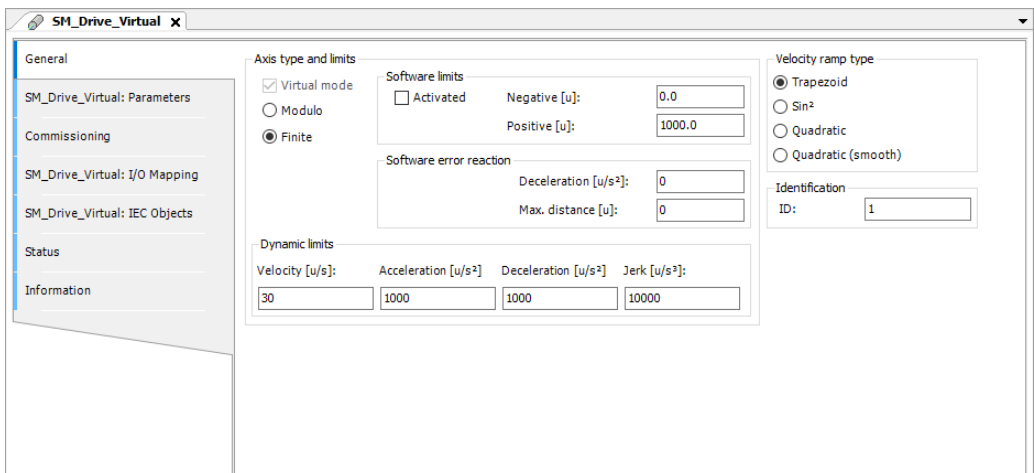 SM_Drive_Virtual x
General
SM_Drive_Virtual: Parameters
Commissioning
SM_Drive_Virtual: I/O Mapping
SM_Drive_Virtual: IEC Objects
Status
Information
Axis type and limits
Virtual mode
Modulo
Finite
Software limits
Activated
Negative [u]: 0.0
Positive [u]: 1000.0
Software error reaction
Deceleration [u/s²]: 0
Max. distance [u]: 0
Dynamic limits
Velocity [u/s]: Acceleration [u/s²] Deceleration [u/s²] Jerk [u/s³]:
30 1000 1000 10000
Velocity ramp type
Trapezoid
Sin²
Quadratic
Quadratic (smooth)
Identification
ID: 1